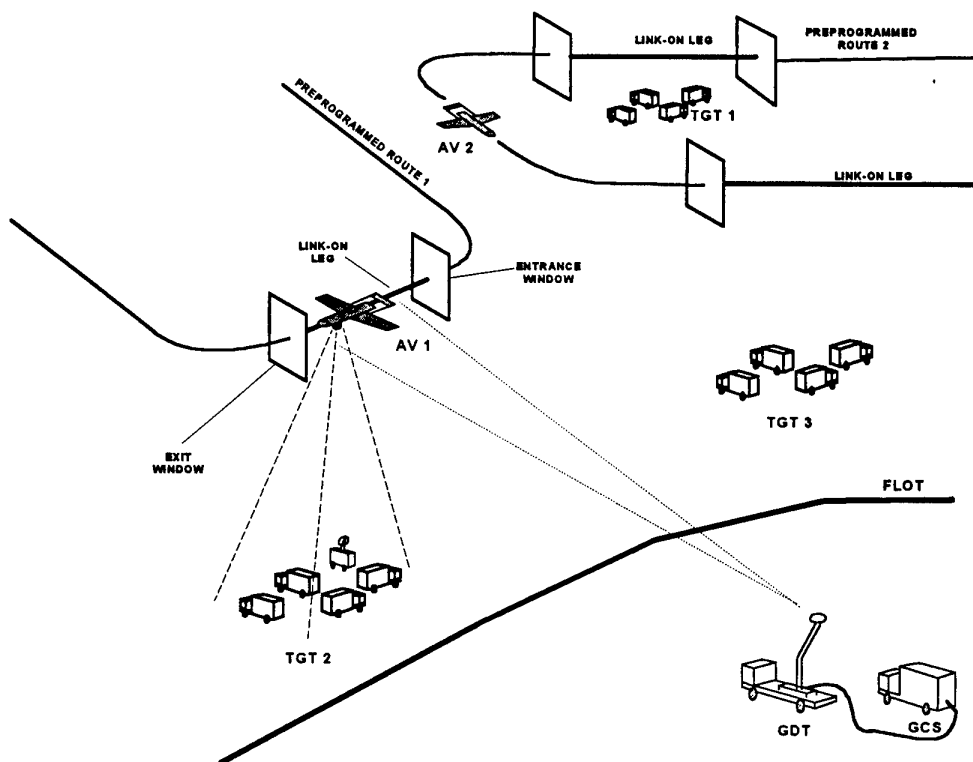 LINK-ON LEG
PREPROGRAMMED
ROUTE 2
TGT 1
PREPROGRAMMED ROUTE 1
AV 2
LINK-ON LEG
LINK-ON
LEG
ENTRANCE
WINDOW
AV 1
TGT 3
EXIT
WINDOW
FLOT
TGT 2
GDT
GCS